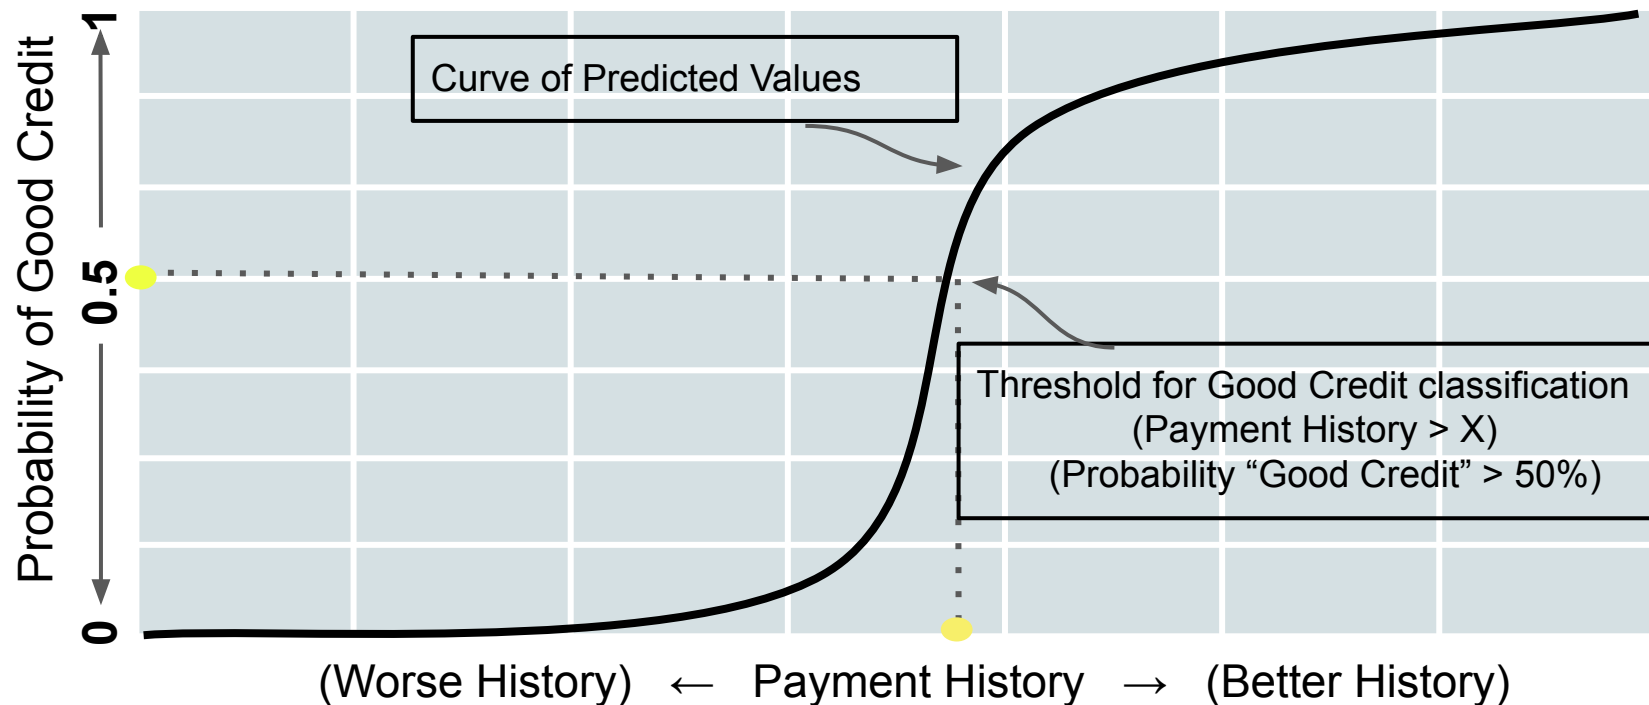 Probability of Good Credit
1
0.5
0
Curve of Predicted Values
Threshold for Good Credit classification
(Payment History > X)
(Probability “Good Credit” > 50%)
(Worse History) ← Payment History → (Better History)